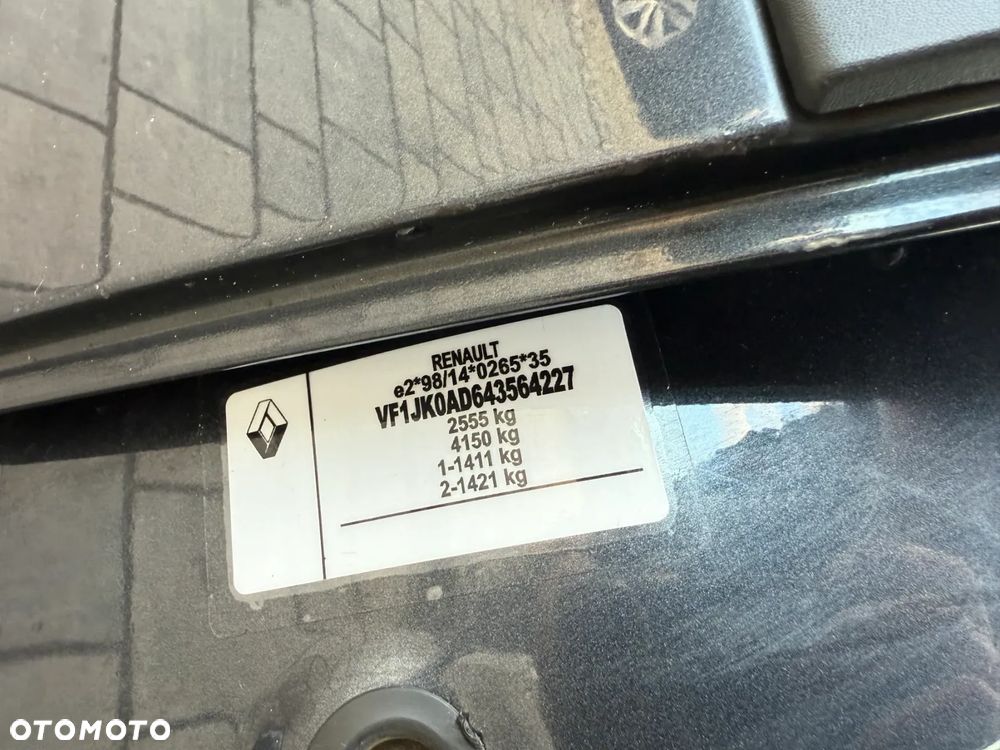 RENAULT
e2*98/14*0265*35
VF1JK0AD643564227
2555 kg
4150 kg
1-1411 kg
2-1421 kg
OTOMOTO